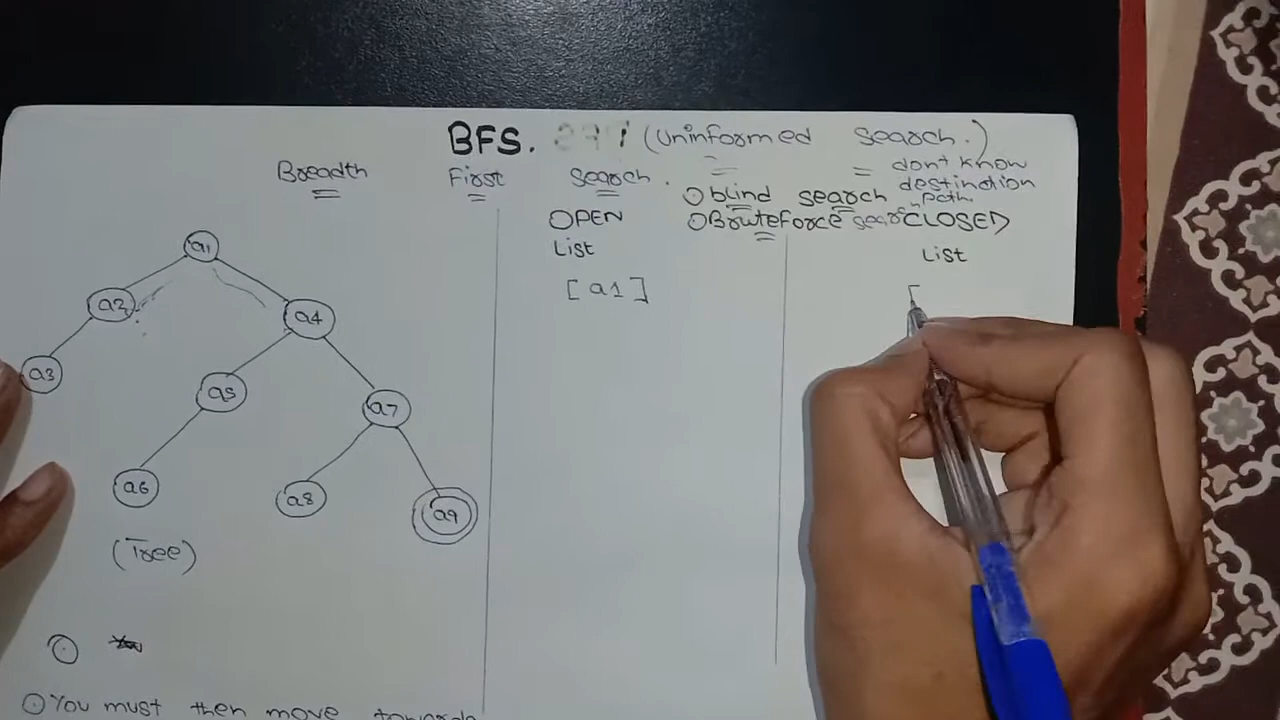 BFS. (Uninformed Search.)
Breadth First Search.
don't know
destination
path.
blind search
Bruteforce search
OPEN
List
CLOSED
List
[a1]
[
a1
a2
a4
a3
a5
a7
a6
a8
a9
(Tree)
You must then move towards